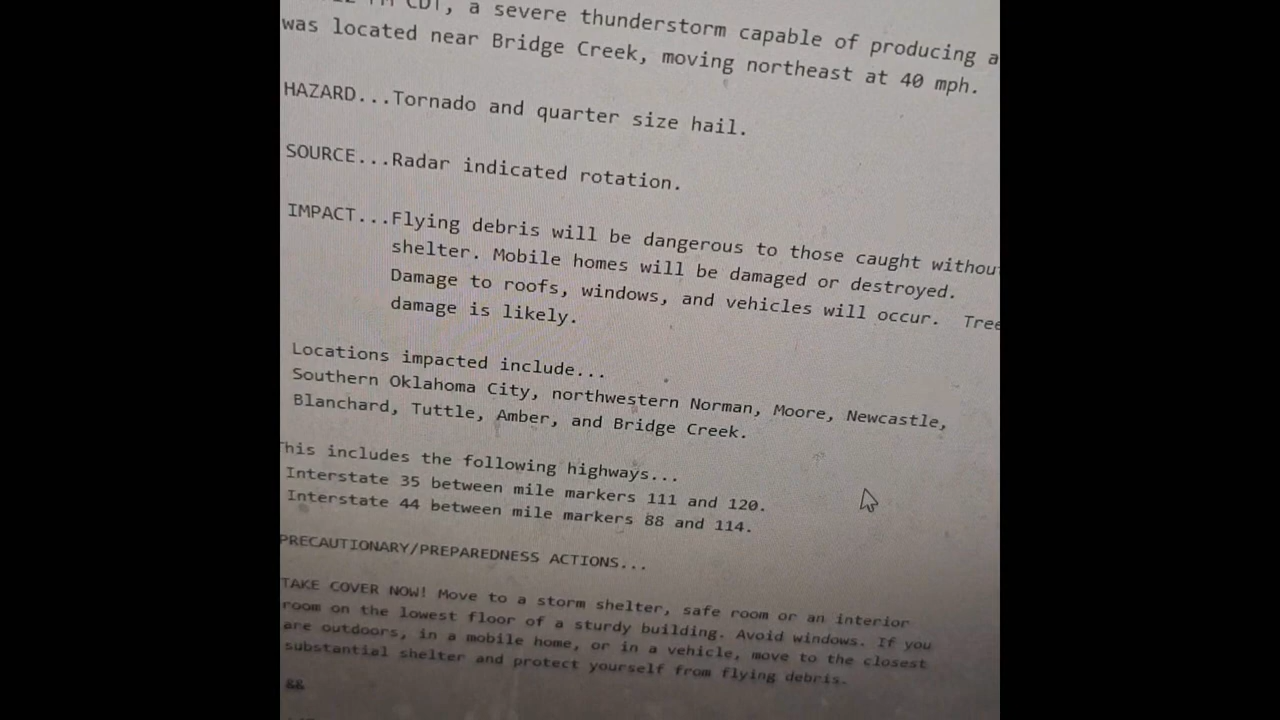 CDT, a severe thunderstorm capable of producing a
was located near Bridge Creek, moving northeast at 40 mph.
HAZARD...Tornado and quarter size hail.
SOURCE...Radar indicated rotation.
IMPACT...Flying debris will be dangerous to those caught withou
shelter. Mobile homes will be damaged or destroyed.
Damage to roofs, windows, and vehicles will occur. Tree
damage is likely.
Locations impacted include...
Southern Oklahoma City, northwestern Norman, Moore, Newcastle,
Blanchard, Tuttle, Amber, and Bridge Creek.
This includes the following highways...
Interstate 35 between mile markers 111 and 120.
Interstate 44 between mile markers 88 and 114.
PRECAUTIONARY/PREPAREDNESS ACTIONS...
TAKE COVER NOW! Move to a storm shelter, safe room or an interior
room on the lowest floor of a sturdy building. Avoid windows. If you
are outdoors, in a mobile home, or in a vehicle, move to the closest
substantial shelter and protect yourself from flying debris.
&&